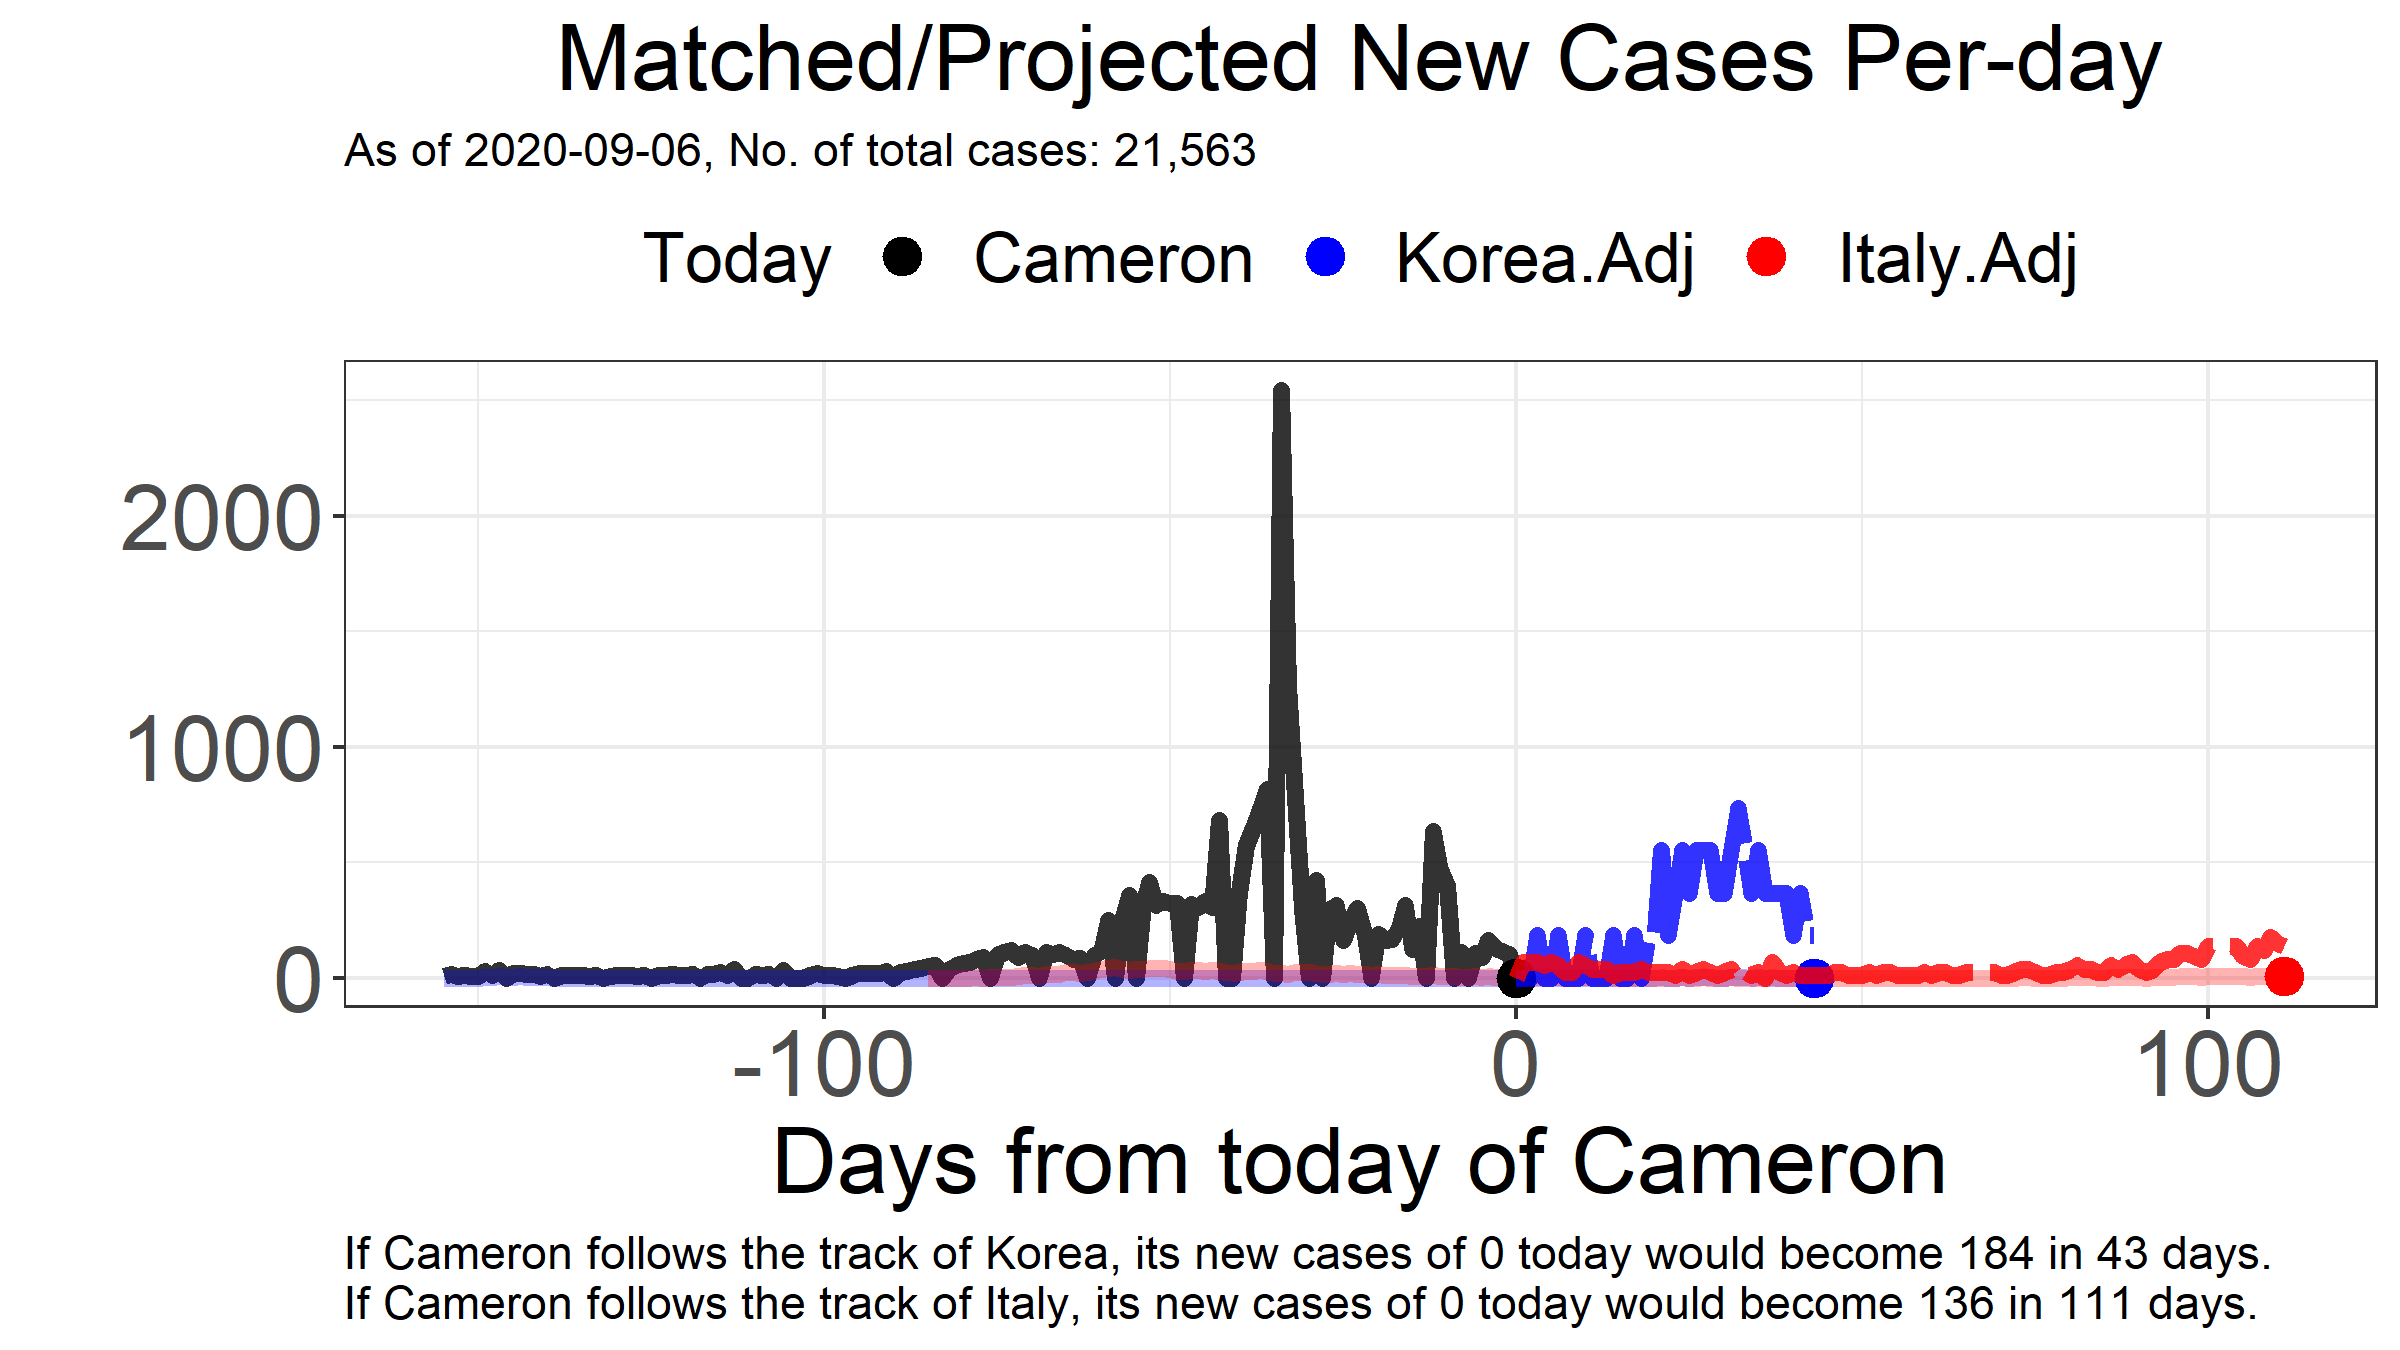 Matched/Projected New Cases Per-day
As of 2020-09-06, No. of total cases: 21,563
Today Cameron Korea.Adj Italy.Adj
2000
1000
0
-100 0 100
Days from today of Cameron
If Cameron follows the track of Korea, its new cases of 0 today would become 184 in 43 days.
If Cameron follows the track of Italy, its new cases of 0 today would become 136 in 111 days.